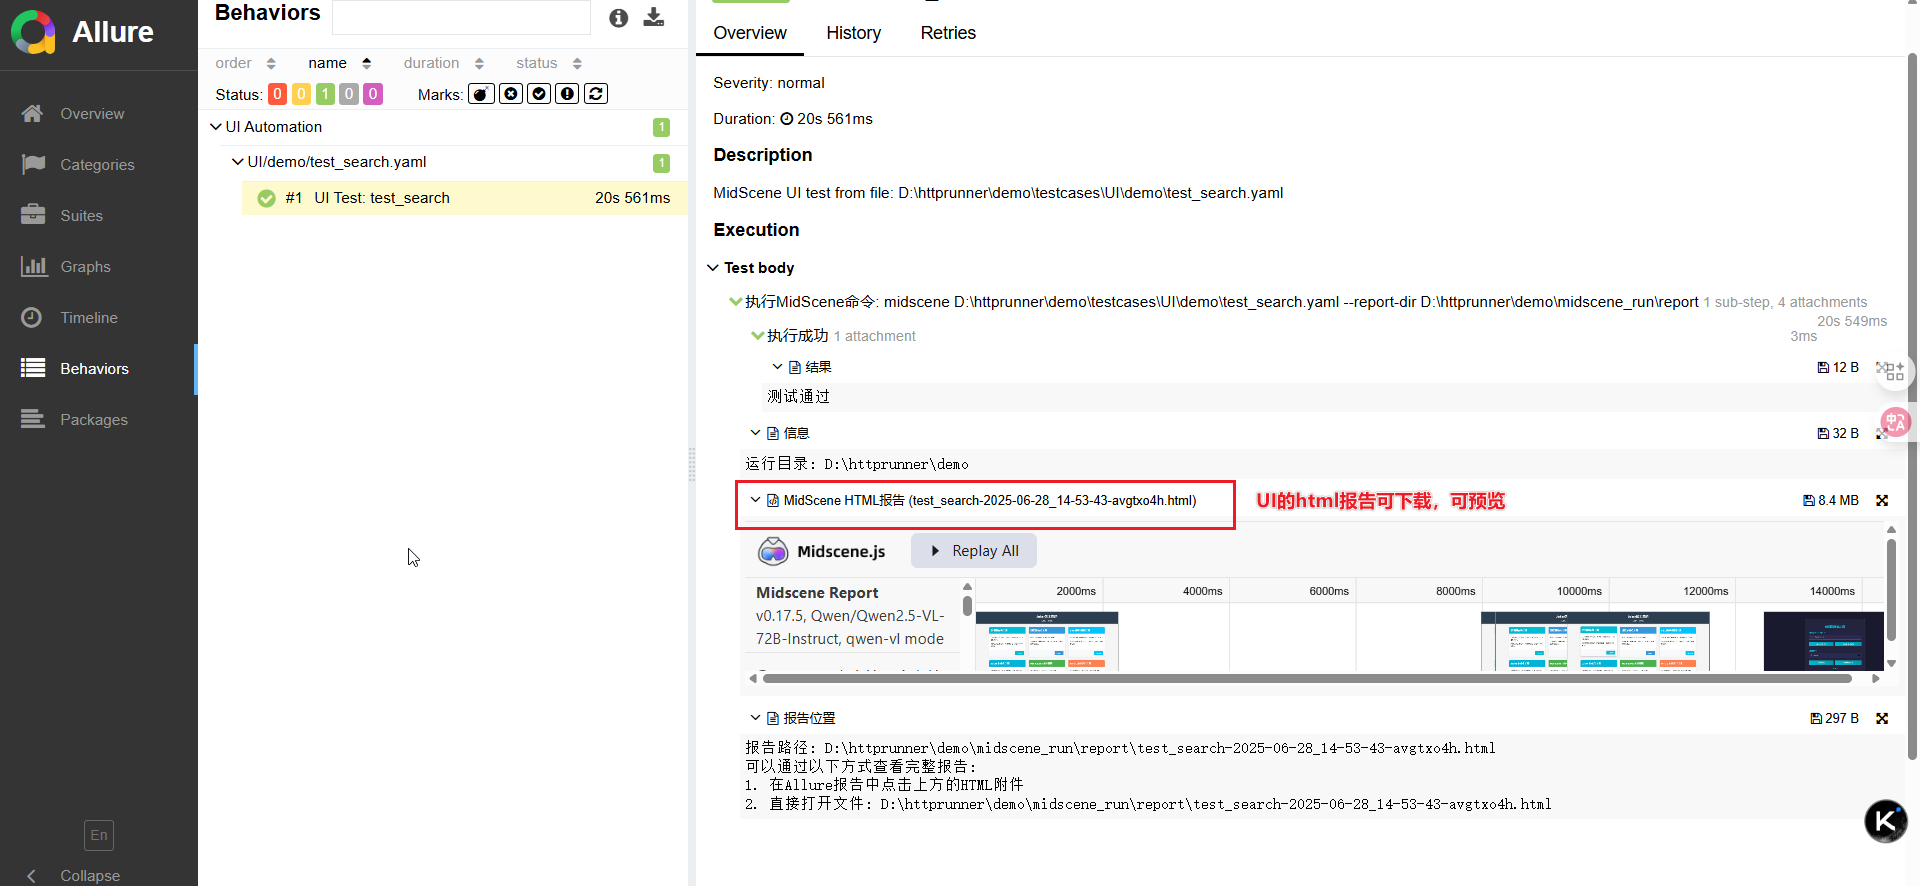 Allure
Overview
Categories
Suites
Graphs
Timeline
Behaviors
Packages
En
Collapse
Behaviors
order name duration status
Status: 0 0 1 0 0 Marks:
UI Automation 1
UI/demo/test_search.yaml 1
#1 UI Test: test_search 20s 561ms
Overview History Retries
Severity: normal
Duration: 20s 561ms
Description
MidScene UI test from file: D:\httprunner\demo\testcases\UI\demo\test_search.yaml
Execution
Test body
执行MidScene命令: midscene D:\httprunner\demo\testcases\UI\demo\test_search.yaml --report-dir D:\httprunner\demo\midscene_run\report 1 sub-step, 4 attachments
20s 549ms
执行成功 1 attachment 3ms
结果 12 B
测试通过
信息 32 B
运行目录: D:\httprunner\demo
MidScene HTML报告 (test_search-2025-06-28_14-53-43-avgtxo4h.html) UI的html报告可下载，可预览 8.4 MB
Midscene.js Replay All
Midscene Report
v0.17.5, Qwen/Qwen2.5-VL-
72B-Instruct, qwen-vl mode
2000ms 4000ms 6000ms 8000ms 10000ms 12000ms 14000ms
报告位置 297 B
报告路径: D:\httprunner\demo\midscene_run\report\test_search-2025-06-28_14-53-43-avgtxo4h.html
可以通过以下方式查看完整报告:
1. 在Allure报告中点击上方的HTML附件
2. 直接打开文件: D:\httprunner\demo\midscene_run\report\test_search-2025-06-28_14-53-43-avgtxo4h.html